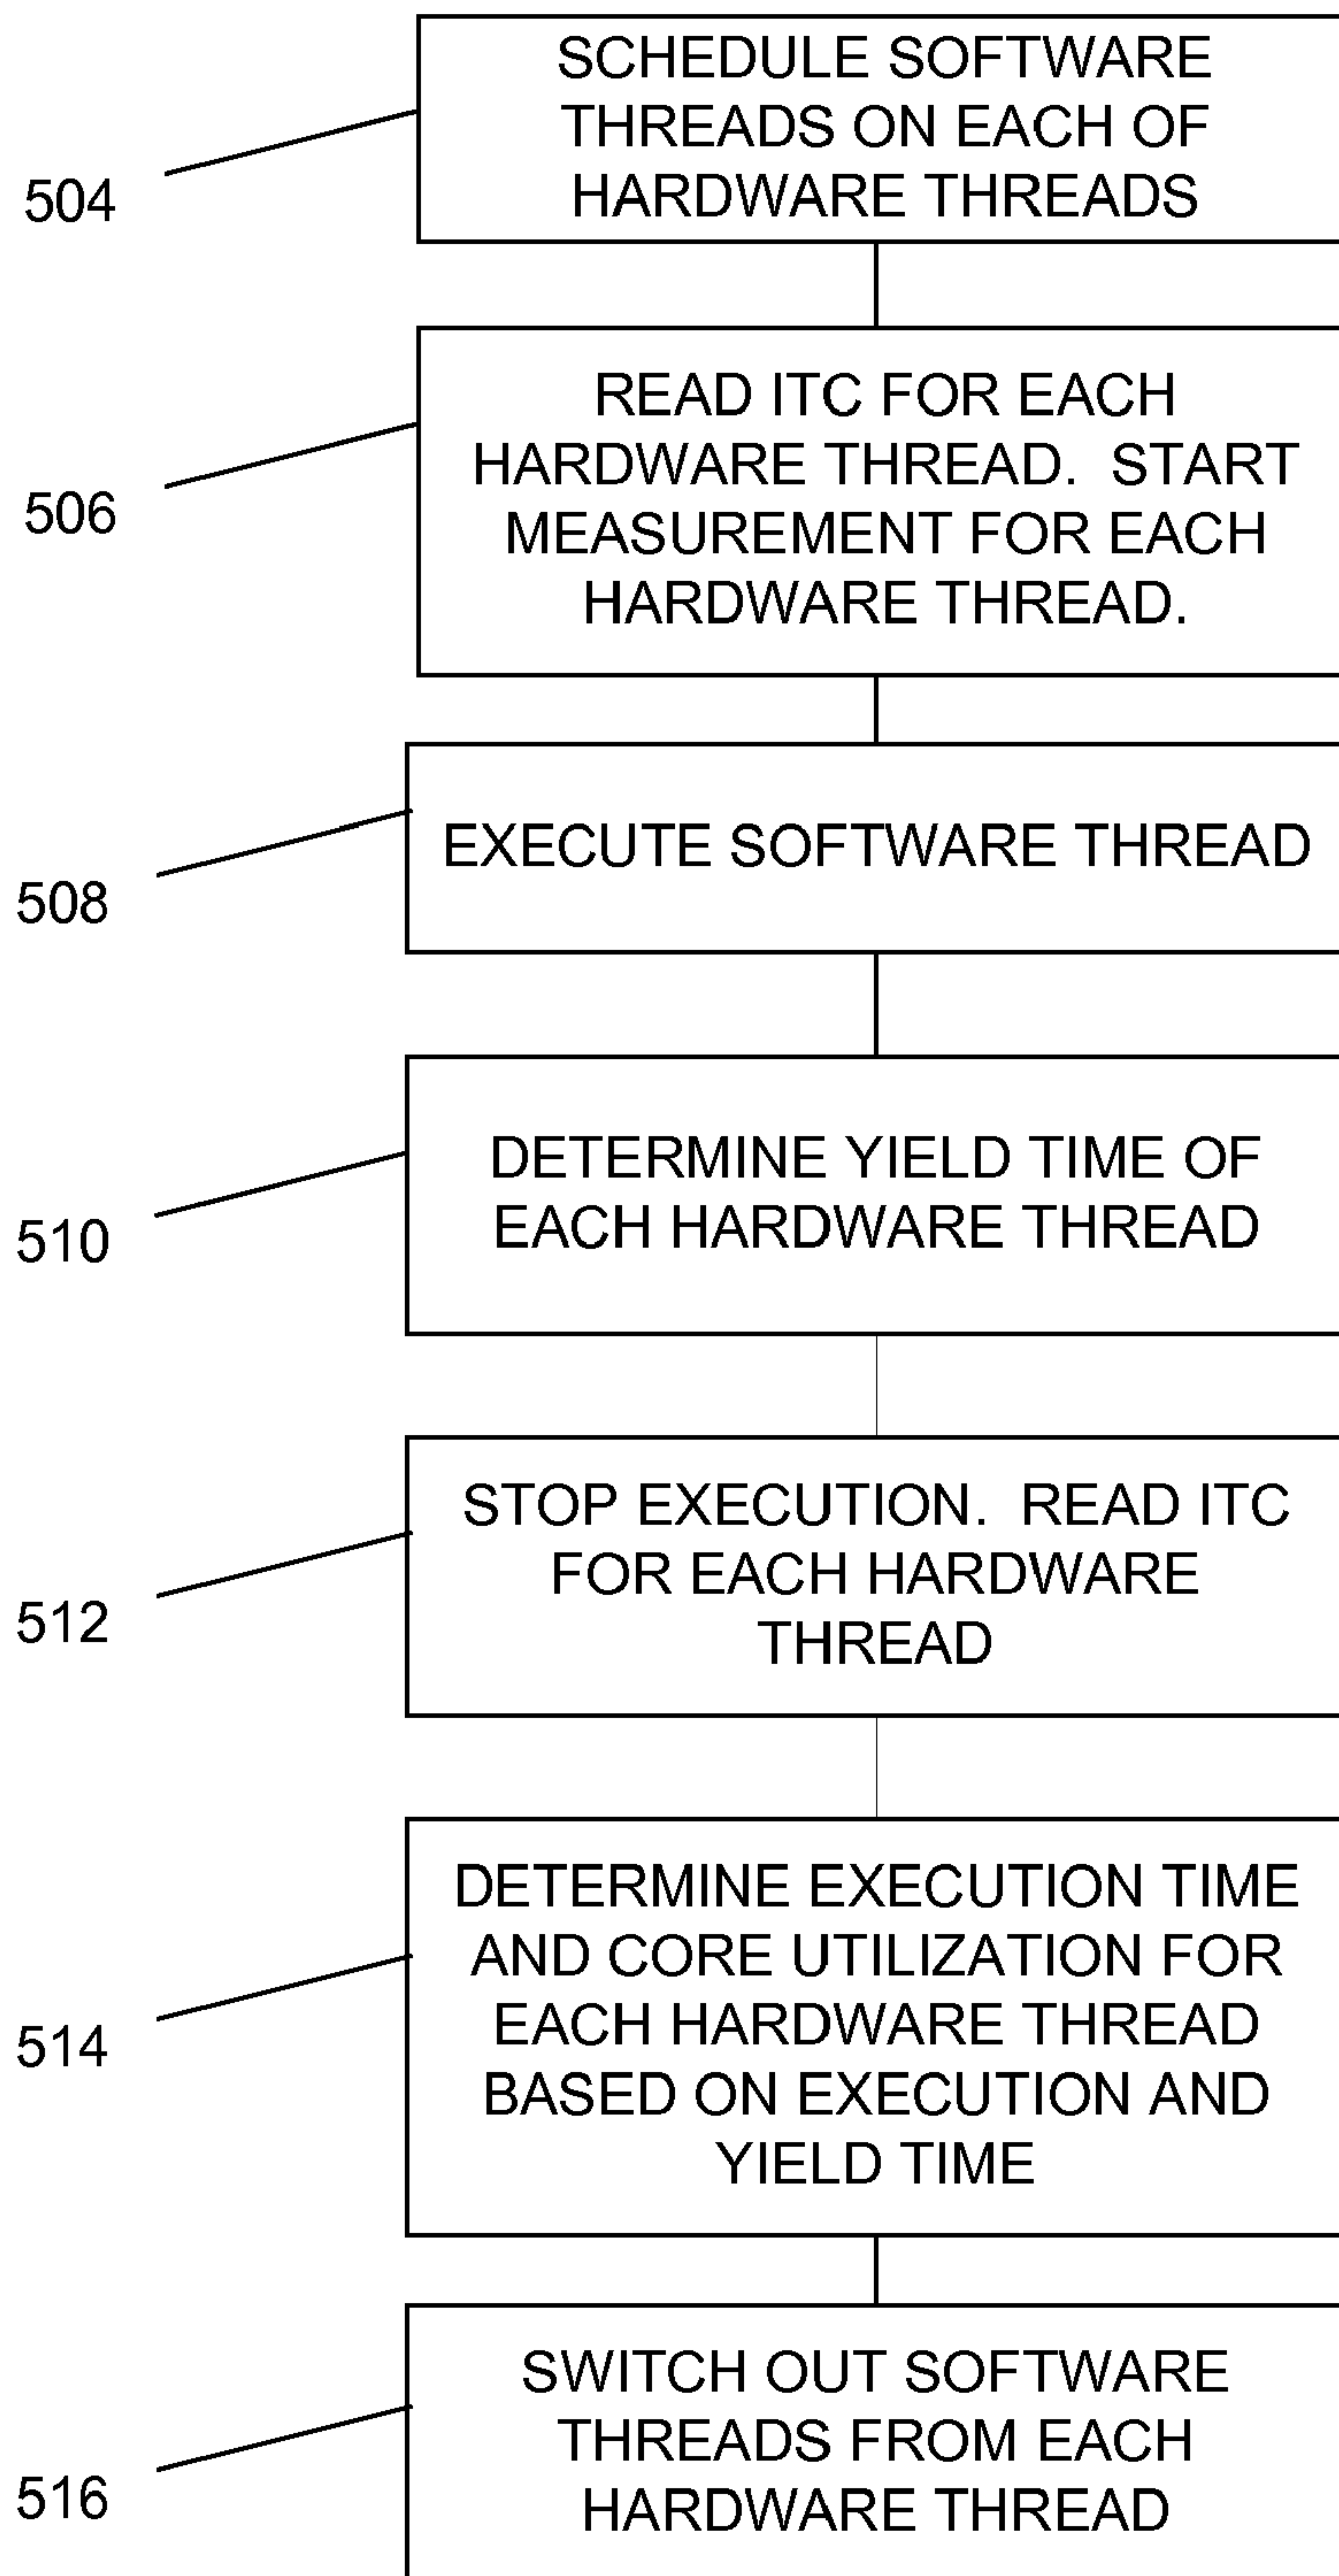 SCHEDULE SOFTWARE
THREADS ON EACH OF
HARDWARE THREADS
504
READ ITC FOR EACH
HARDWARE THREAD. START
MEASUREMENT FOR EACH
HARDWARE THREAD.
506
EXECUTE SOFTWARE THREAD
508
DETERMINE YIELD TIME OF
EACH HARDWARE THREAD
510
STOP EXECUTION. READ ITC
FOR EACH HARDWARE
THREAD
512
DETERMINE EXECUTION TIME
AND CORE UTILIZATION FOR
EACH HARDWARE THREAD
BASED ON EXECUTION AND
YIELD TIME
514
SWITCH OUT SOFTWARE
THREADS FROM EACH
HARDWARE THREAD
516